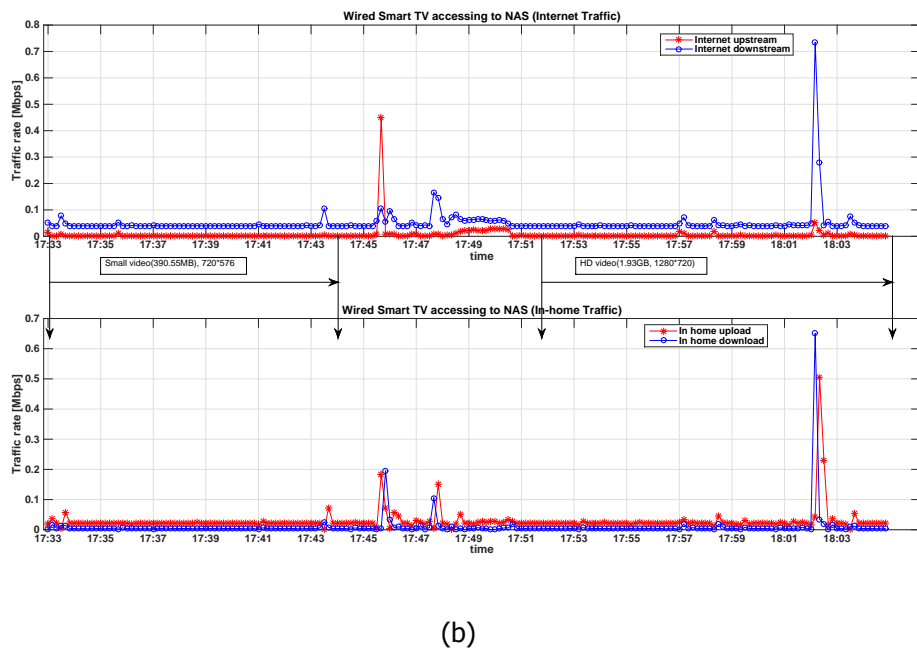 Wired Smart TV accessing to NAS (Internet Traffic)
0.8
0.7
0.6
0.5
0.4
0.3
0.2
0.1
0
Traffic rate [Mbps]
Internet upstream
Internet downstream
17:33 17:35 17:37 17:39 17:41 17:43 17:45 17:47 17:49 17:51 17:53 17:55 17:57 17:59 18:01 18:03
time
Small video(390.55MB), 720*576
HD video(1.93GB, 1280*720)
Wired Smart TV accessing to NAS (In-home Traffic)
0.7
0.6
0.5
0.4
0.3
0.2
0.1
0
Traffic rate [Mbps]
In home upload
In home download
17:33 17:35 17:37 17:39 17:41 17:43 17:45 17:47 17:49 17:51 17:53 17:55 17:57 17:59 18:01 18:03
time
(b)